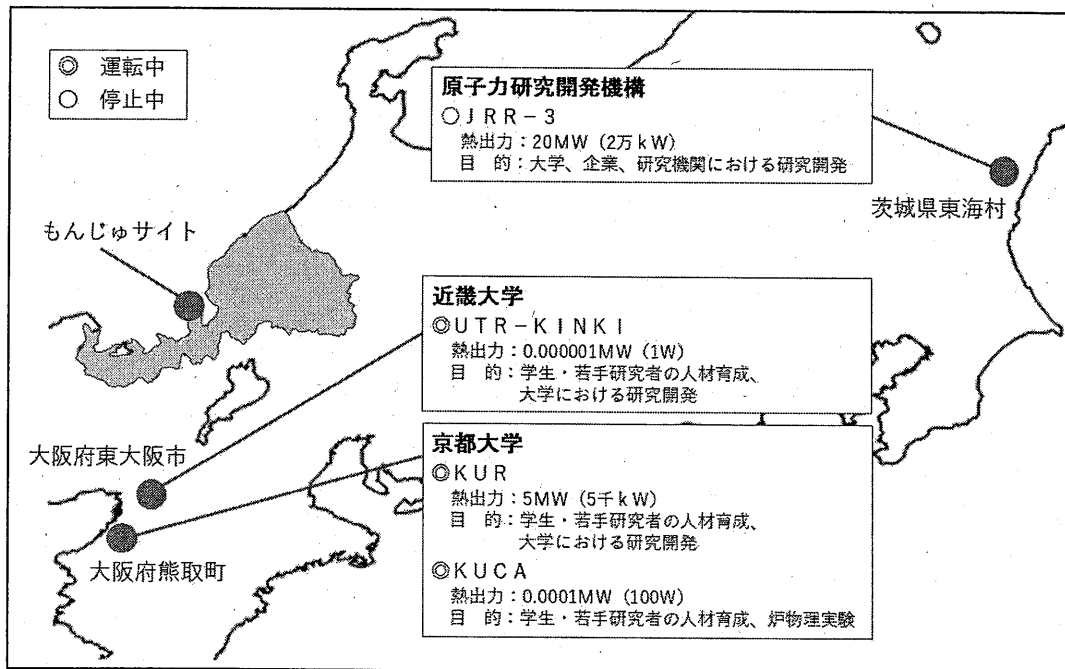 ◎ 運転中
○ 停止中
原子力研究開発機構
○JRR-3
熱出力:20MW(2万kW)
目 的:大学、企業、研究機関における研究開発
茨城県東海村
もんじゅサイト
近畿大学
◎UTR-KINKI
熱出力:0.000001MW(1W)
目 的:学生・若手研究者の人材育成、
大学における研究開発
大阪府東大阪市
京都大学
◎KUR
熱出力:5MW(5千kW)
目 的:学生・若手研究者の人材育成、
大学における研究開発
大阪府熊取町
◎KUCA
熱出力:0.0001MW(100W)
目 的:学生・若手研究者の人材育成、炉物理実験